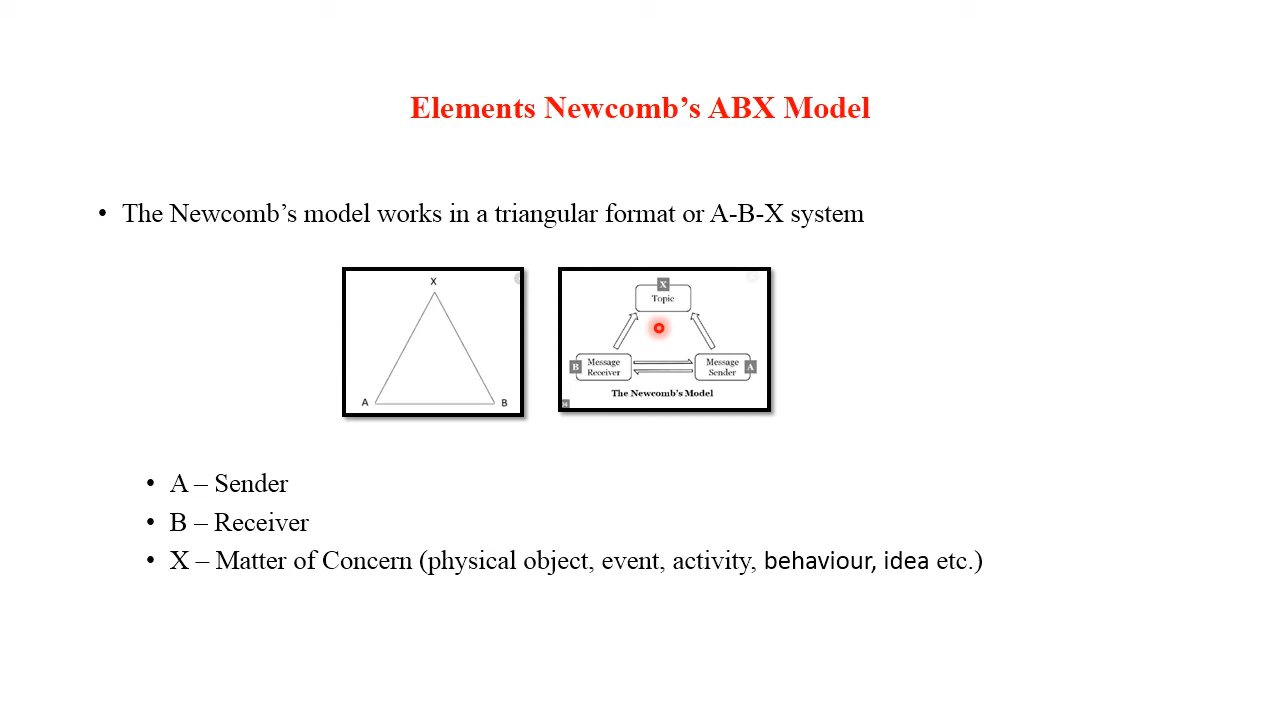 Elements Newcomb’s ABX Model
• The Newcomb’s model works in a triangular format or A-B-X system
X
A
B
X
Topic
B
Message
Receiver
Message
Sender
A
The Newcomb's Model
• A – Sender
• B – Receiver
• X – Matter of Concern (physical object, event, activity, behaviour, idea etc.)